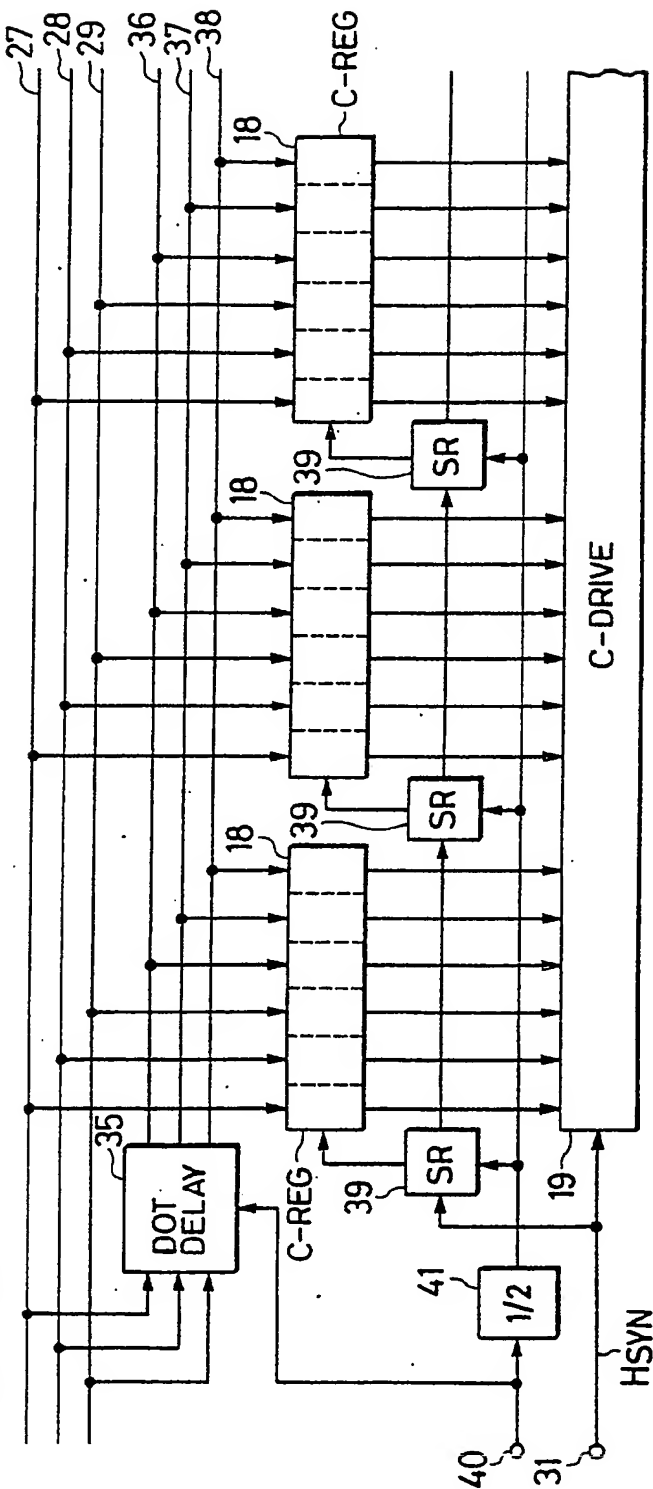 27
28
29
36
37
38
35
DOT
DELAY
18
18
18
C-REG
C-REG
39
SR
39
SR
39
SR
41
1/2
40
31
HSYN
19
C-DRIVE